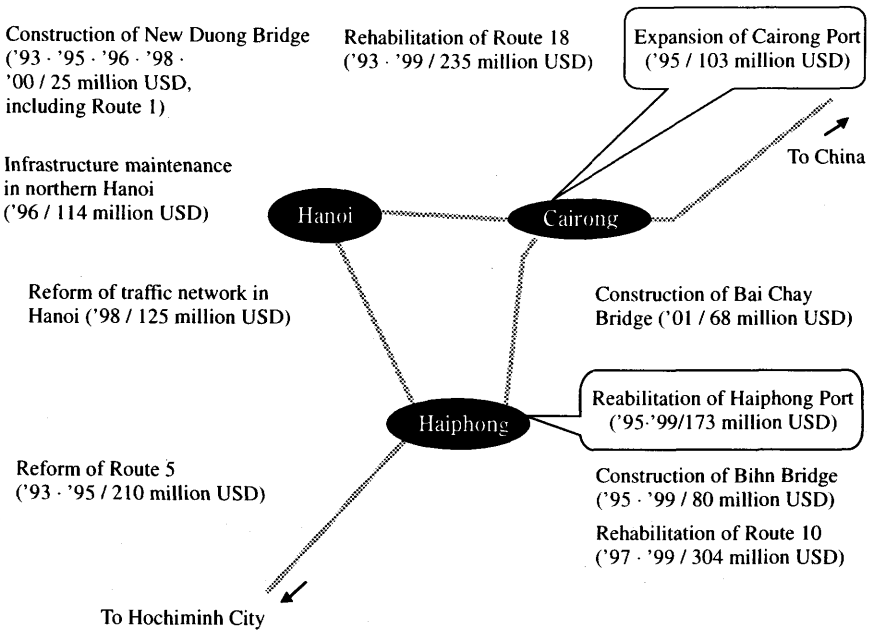 Construction of New Duong Bridge
('93 · '95 · '96 · '98 ·
'00 / 25 million USD,
including Route 1)
Rehabilitation of Route 18
('93 · '99 / 235 million USD)
Expansion of Cairong Port
('95 / 103 million USD)
To China
Infrastructure maintenance
in northern Hanoi
('96 / 114 million USD)
Hanoi
Cairong
Reform of traffic network in
Hanoi ('98 / 125 million USD)
Construction of Bai Chay
Bridge ('01 / 68 million USD)
Haiphong
Reabilitation of Haiphong Port
('95·'99/173 million USD)
Reform of Route 5
('93 · '95 / 210 million USD)
Construction of Bihn Bridge
('95 · '99 / 80 million USD)
Rehabilitation of Route 10
('97 · '99 / 304 million USD)
To Hochiminh City